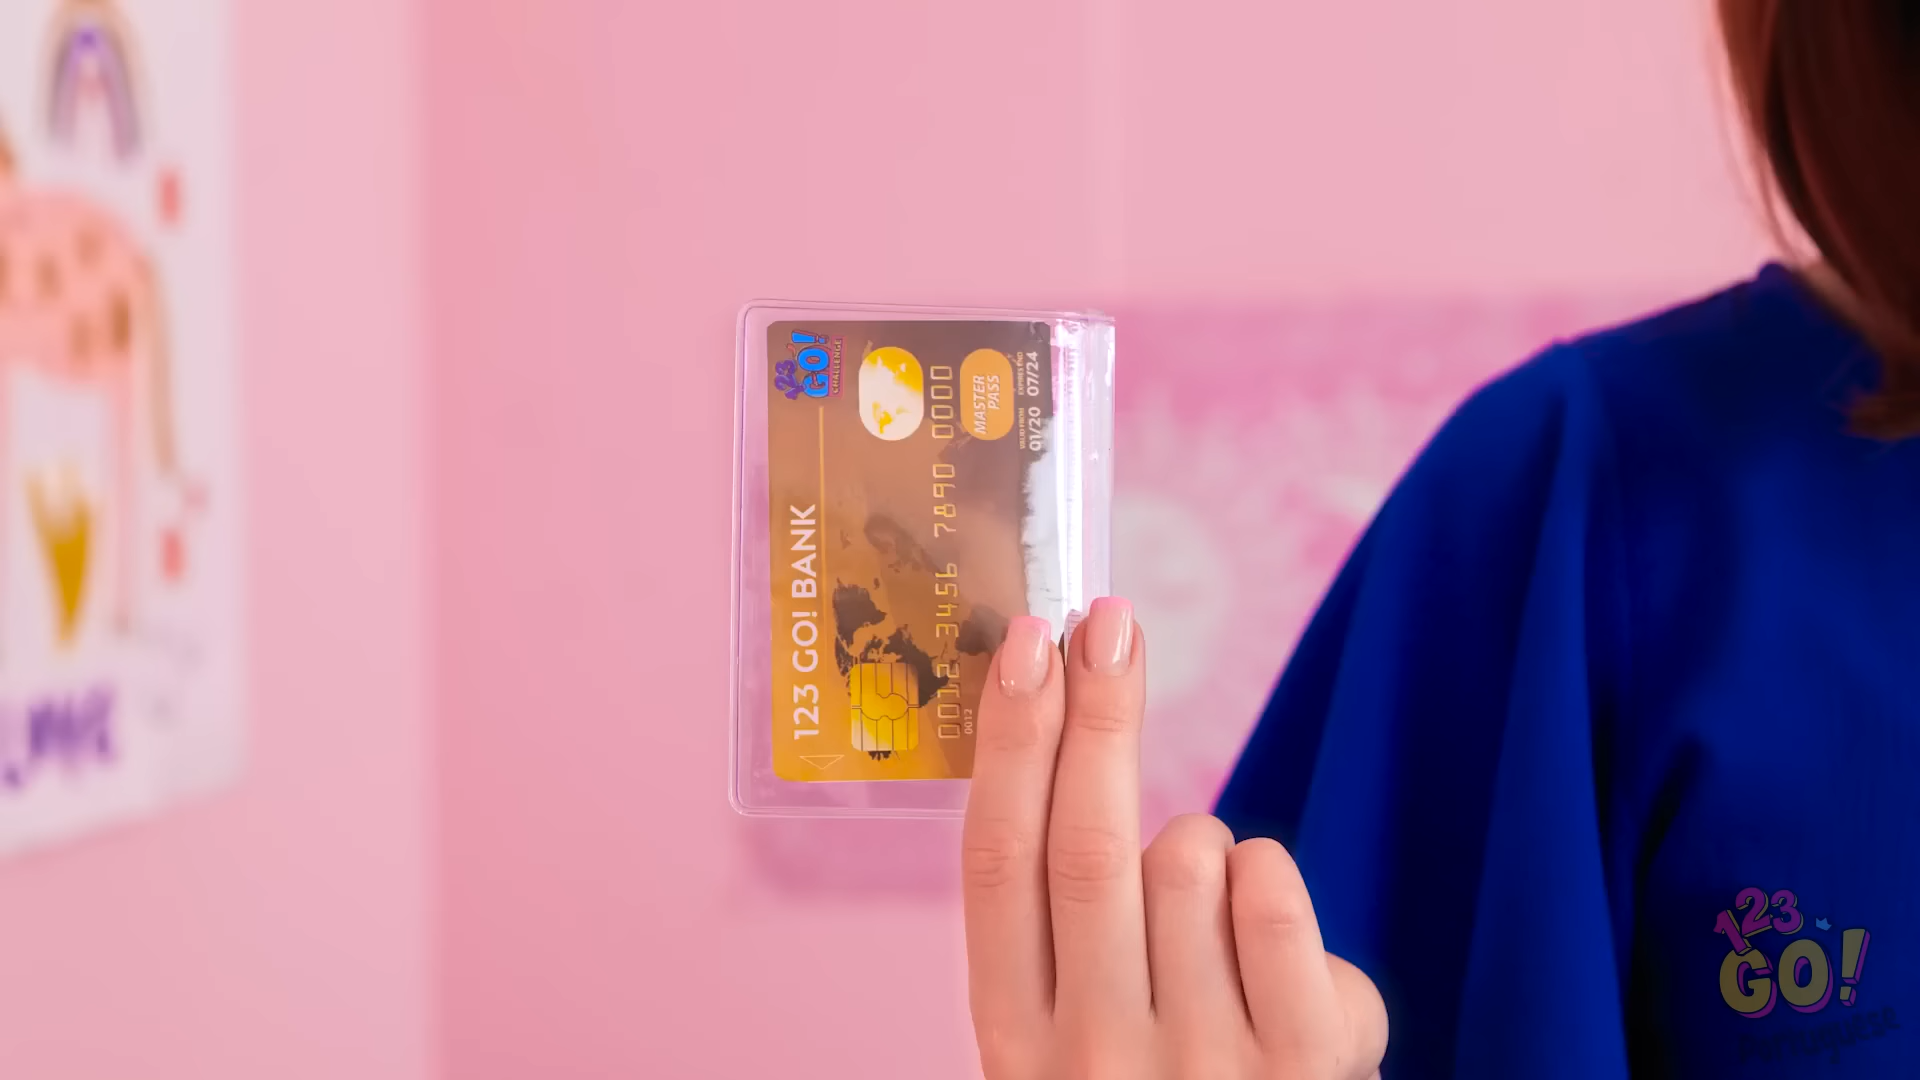 123 GO!
CHALLENGE
123 GO! BANK
0012 3456 7890 0000
0012
MASTER
PASS
VALID FROM
01/20
EXPIRES END
07/24
123
GO!
Portuguese